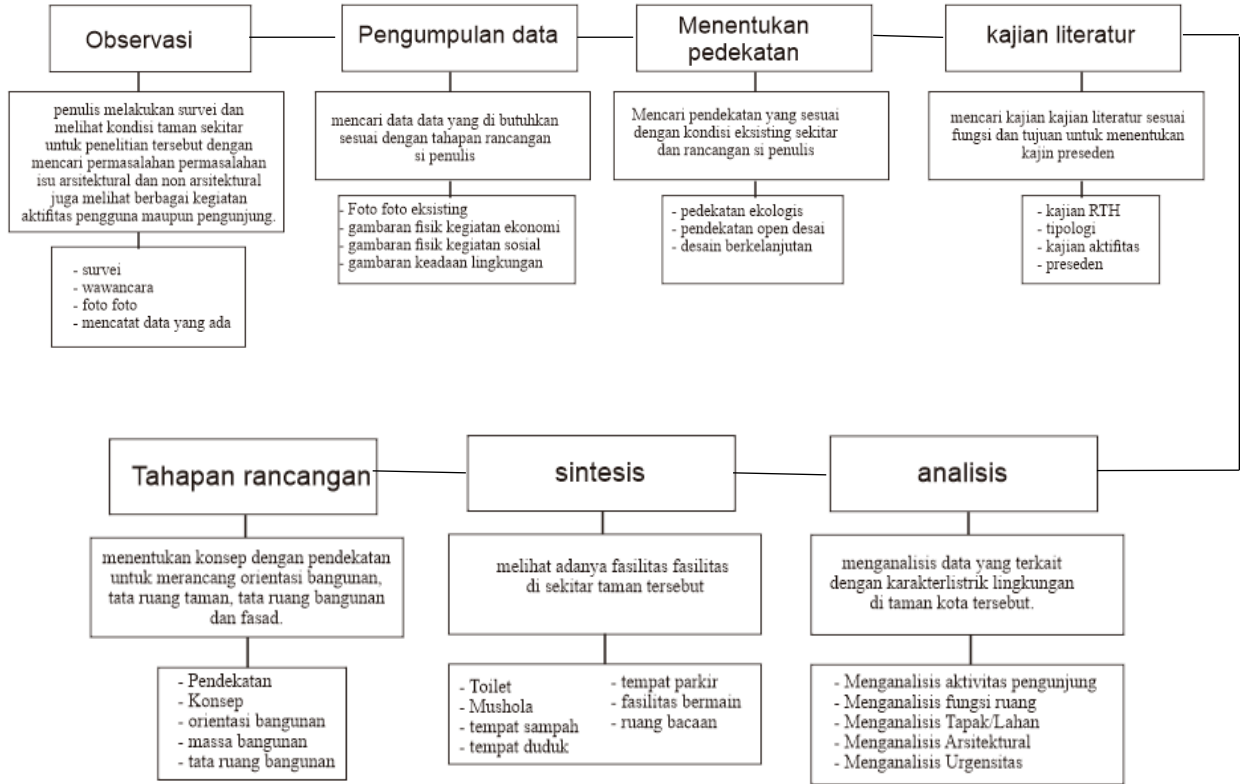 Observasi
penulis melakukan survei dan
melihat kondisi taman sekitar
untuk penelitian tersebut dengan
mencari permasalahan permasalahan
isu arsitektural dan non arsitektural
juga melihat berbagai kegiatan
aktifitas pengguna maupun pengunjung.
- survei
- wawancara
- foto foto
- mencatat data yang ada
Pengumpulan data
mencari data data yang di butuhkan
sesuai dengan tahapan rancangan
si penulis
- Foto foto eksisting
- gambaran fisik kegiatan ekonomi
- gambaran fisik kegiatan sosial
- gambaran keadaan lingkungan
Menentukan
pedekatan
Mencari pendekatan yang sesuai
dengan kondisi eksisting sekitar
dan rancangan si penulis
- pedekatan ekologis
- pendekatan open desai
- desain berkelanjutan
kajian literatur
mencari kajian kajian literatur sesuai
fungsi dan tujuan untuk menentukan
kajin preseden
- kajian RTH
- tipologi
- kajian aktifitas
- preseden
Tahapan rancangan
menentukan konsep dengan pendekatan
untuk merancang orientasi bangunan,
tata ruang taman, tata ruang bangunan
dan fasad.
- Pendekatan
- Konsep
- orientasi bangunan
- massa bangunan
- tata ruang bangunan
sintesis
melihat adanya fasilitas fasilitas
di sekitar taman tersebut
- Toilet
- Mushola
- tempat sampah
- tempat duduk
- tempat parkir
- fasilitas bermain
- ruang bacaan
analisis
menganalisis data yang terkait
dengan karakterlistrik lingkungan
di taman kota tersebut.
- Menganalisis aktivitas pengunjung
- Menganalisis fungsi ruang
- Menganalisis Tapak/Lahan
- Menganalisis Arsitektural
- Menganalisis Urgensitas